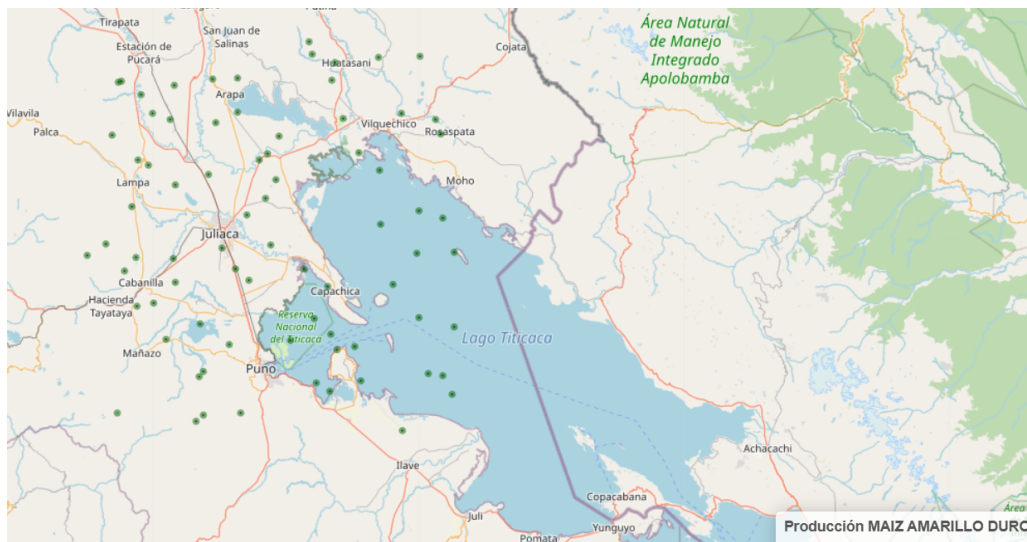 Tirapata
San Juan de
Salinas
Estación de
Pucará
Huatasani
Cojata
Área Natural
de Manejo
Integrado
Apolobamba
Arapa
Vilavila
Palca
Vilquechico
Rosaspata
Lampa
Moho
Juliaca
Cabanilla
Hacienda
Tayataya
Capachica
Reserva
Nacional
del Titicaca
Lago Titicaca
Mañazo
Puno
Achacachi
Ilave
Copacabana
Juli
Yunguyo
Pomata
Área
Producción MAIZ AMARILLO DURO